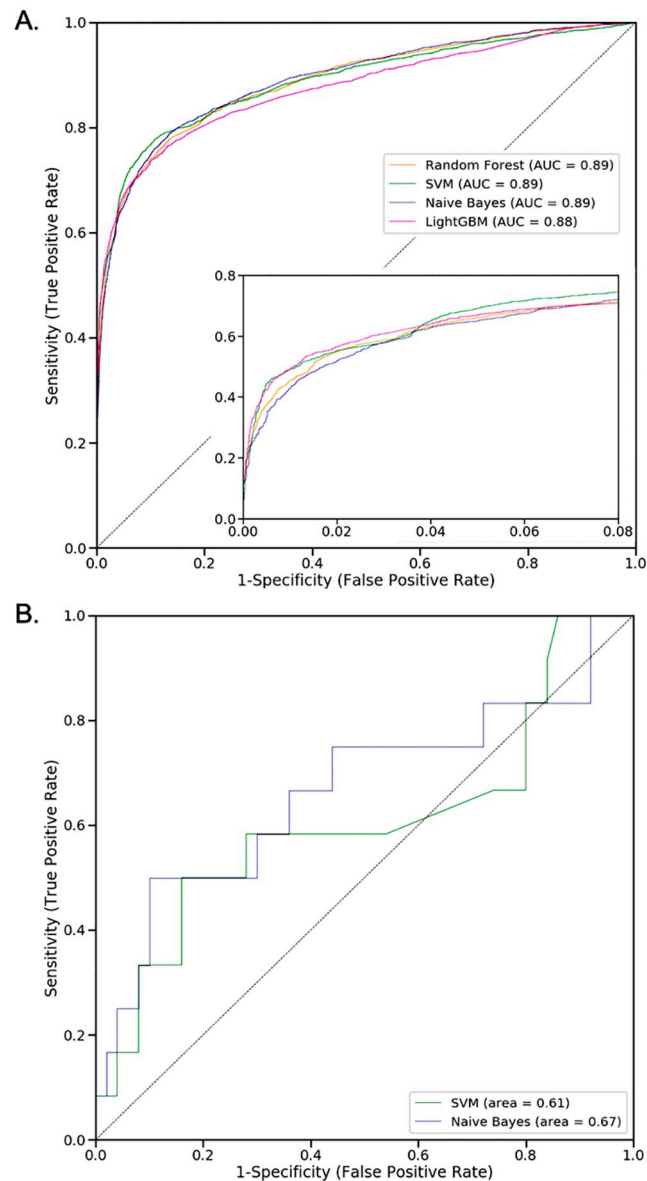 A.
1.0
0.8
0.6
0.4
0.2
0.0
Sensitivity (True Positive Rate)
Random Forest (AUC = 0.89)
SVM (AUC = 0.89)
Naive Bayes (AUC = 0.89)
LightGBM (AUC = 0.88)
0.8
0.6
0.4
0.2
0.0
0.00 0.02 0.04 0.06 0.08
0.0 0.2 0.4 0.6 0.8 1.0
1-Specificity (False Positive Rate)
B.
1.0
0.8
0.6
0.4
0.2
0.0
Sensitivity (True Positive Rate)
SVM (area = 0.61)
Naive Bayes (area = 0.67)
0.0 0.2 0.4 0.6 0.8 1.0
1-Specificity (False Positive Rate)